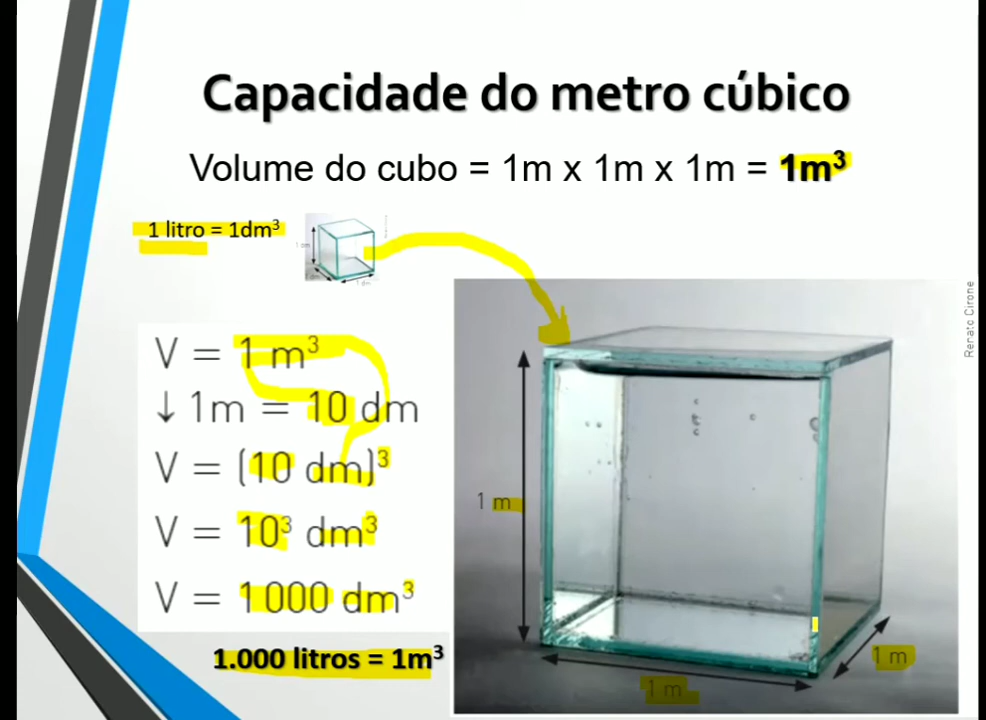 Capacidade do metro cúbico
Volume do cubo = 1m x 1m x 1m = 1m³
1 litro = 1dm³
V = 1 m³
↓ 1m = 10 dm
V = (10 dm)³
V = 10³ dm³
V = 1 000 dm³
1.000 litros = 1m³
1 m
1 m
1 m
Renato Cirone